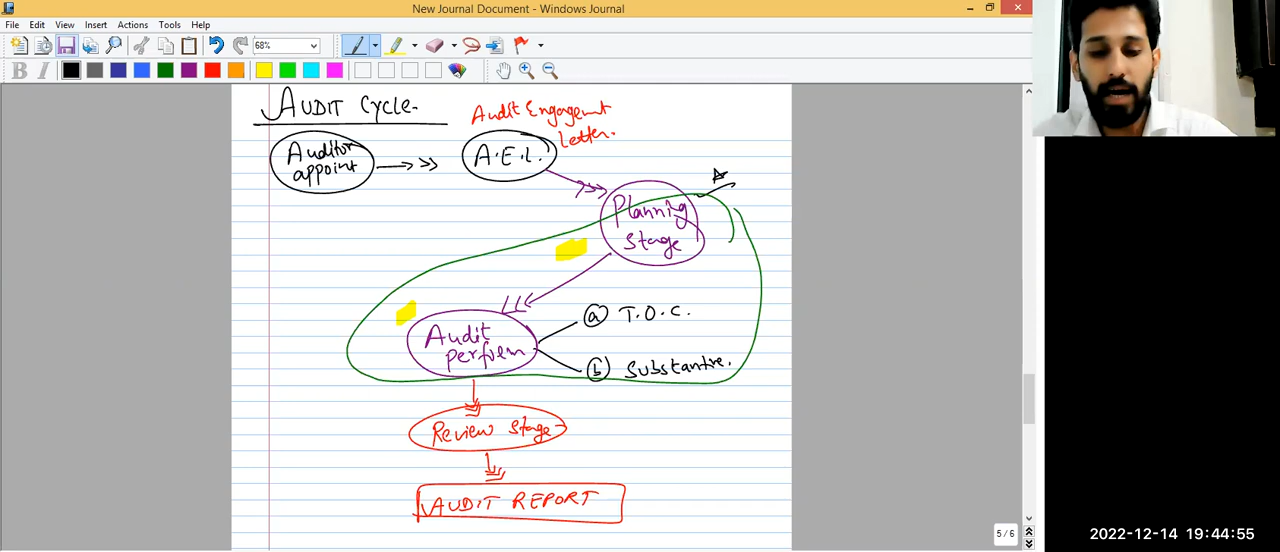 New Journal Document - Windows Journal
File Edit View Insert Actions Tools Help
68%
AUDIT Cycle-
Audit Engagement
Letter.
Auditor
appoint
A.E.L.
Planning
Stage
Audit
perform
(a) T.O.C.
(b) Substantive.
Review Stage
AUDIT REPORT
5 / 6
2022-12-14 19:44:55